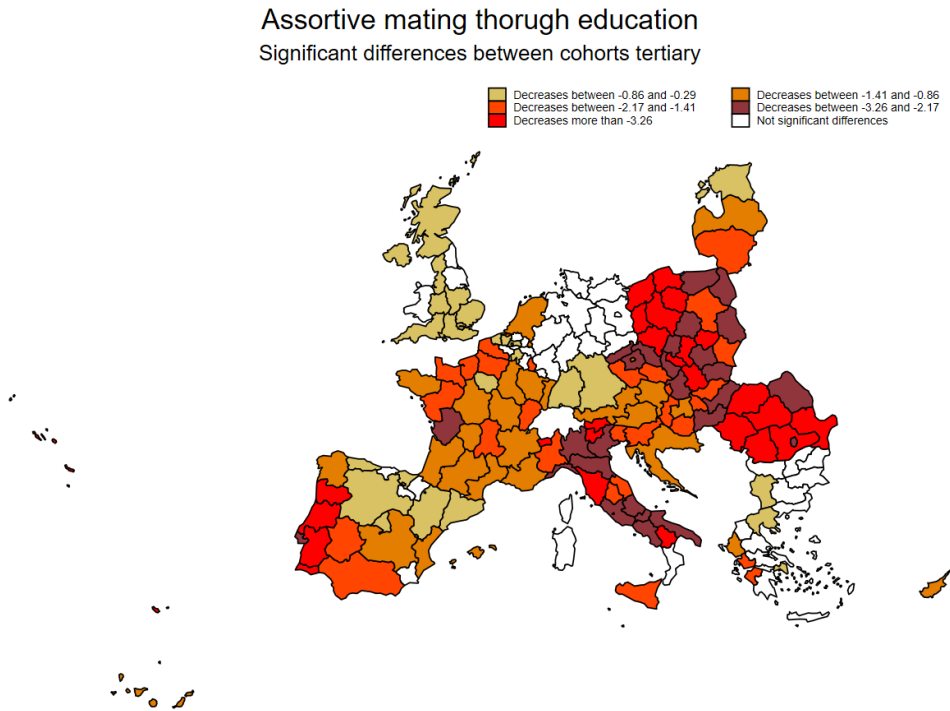 Assortive mating thorugh education
Significant differences between cohorts tertiary
Decreases between -0.86 and -0.29
Decreases between -1.41 and -0.86
Decreases between -2.17 and -1.41
Decreases between -3.26 and -2.17
Decreases more than -3.26
Not significant differences